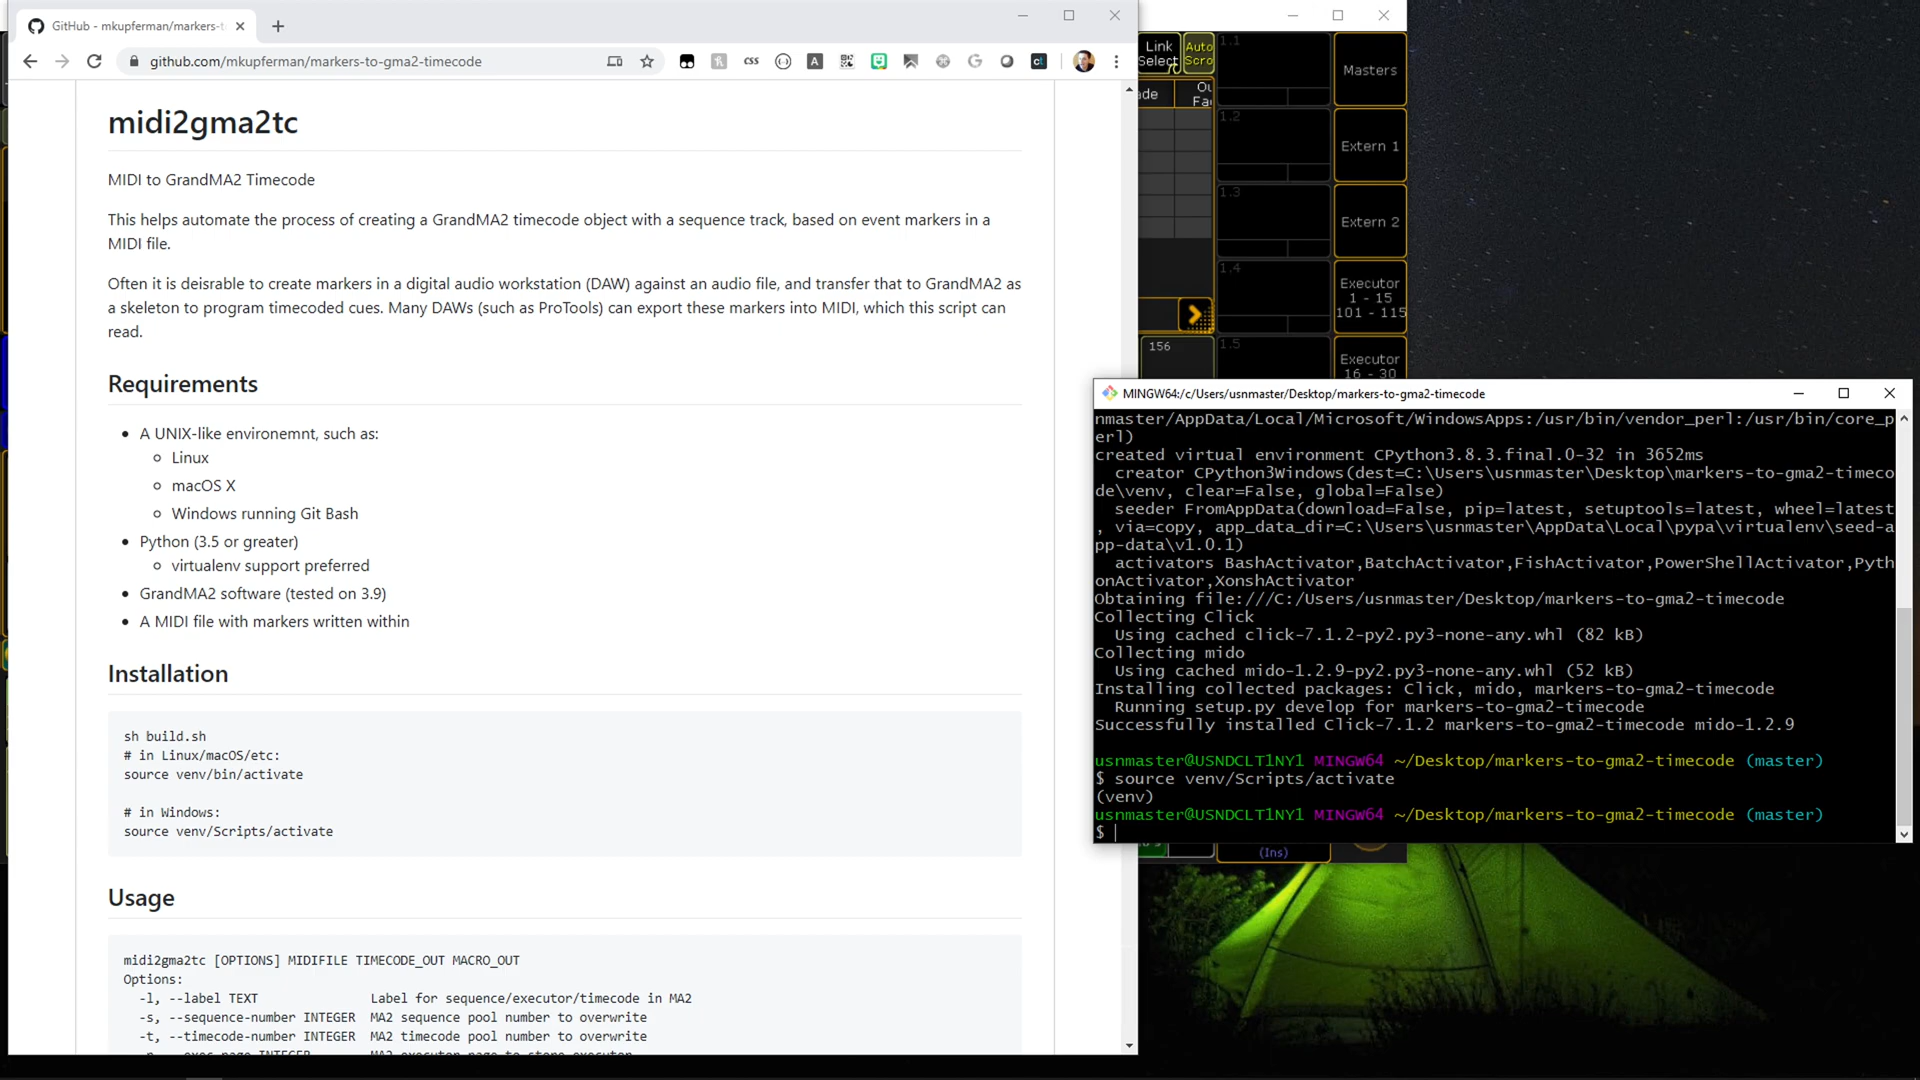 GitHub - mkupferman/markers-t
github.com/mkupferman/markers-to-gma2-timecode
css
A
G
ct
midi2gma2tc
MIDI to GrandMA2 Timecode
This helps automate the process of creating a GrandMA2 timecode object with a sequence track, based on event markers in a
MIDI file.
Often it is deisrable to create markers in a digital audio workstation (DAW) against an audio file, and transfer that to GrandMA2 as
a skeleton to program timecoded cues. Many DAWs (such as ProTools) can export these markers into MIDI, which this script can
read.
Requirements
A UNIX-like environemnt, such as:
Linux
macOS X
Windows running Git Bash
Python (3.5 or greater)
virtualenv support preferred
GrandMA2 software (tested on 3.9)
A MIDI file with markers written within
Installation
sh build.sh
# in Linux/macOS/etc:
source venv/bin/activate
# in Windows:
source venv/Scripts/activate
Usage
midi2gma2tc [OPTIONS] MIDIFILE TIMECODE_OUT MACRO_OUT
Options:
-l, --label TEXT Label for sequence/executor/timecode in MA2
-s, --sequence-number INTEGER MA2 sequence pool number to overwrite
-t, --timecode-number INTEGER MA2 timecode pool number to overwrite
Link
Select
Auto
Scro
ade
Ou
Fa
156
1.1
1.2
1.3
1.4
1.5
Masters
Extern 1
Extern 2
Executor
1 - 15
101 - 115
Executor
16 - 30
MINGW64:/c/Users/usnmaster/Desktop/markers-to-gma2-timecode
nmaster/AppData/Local/Microsoft/WindowsApps:/usr/bin/vendor_perl:/usr/bin/core_p
erl)
created virtual environment CPython3.8.3.final.0-32 in 3652ms
creator CPython3Windows(dest=C:\Users\usnmaster\Desktop\markers-to-gma2-timeco
de\venv, clear=False, global=False)
seeder FromAppData(download=False, pip=latest, setuptools=latest, wheel=latest
, via=copy, app_data_dir=C:\Users\usnmaster\AppData\Local\pypa\virtualenv\seed-a
pp-data\v1.0.1)
activators BashActivator,BatchActivator,FishActivator,PowerShellActivator,Pyth
onActivator,XonshActivator
Obtaining file:///C:/Users/usnmaster/Desktop/markers-to-gma2-timecode
Collecting Click
Using cached click-7.1.2-py2.py3-none-any.whl (82 kB)
Collecting mido
Using cached mido-1.2.9-py2.py3-none-any.whl (52 kB)
Installing collected packages: Click, mido, markers-to-gma2-timecode
Running setup.py develop for markers-to-gma2-timecode
Successfully installed Click-7.1.2 markers-to-gma2-timecode mido-1.2.9
usnmaster@USNDCLT1NY1 MINGW64 ~/Desktop/markers-to-gma2-timecode (master)
$ source venv/Scripts/activate
(venv)
usnmaster@USNDCLT1NY1 MINGW64 ~/Desktop/markers-to-gma2-timecode (master)
$
(Ins)